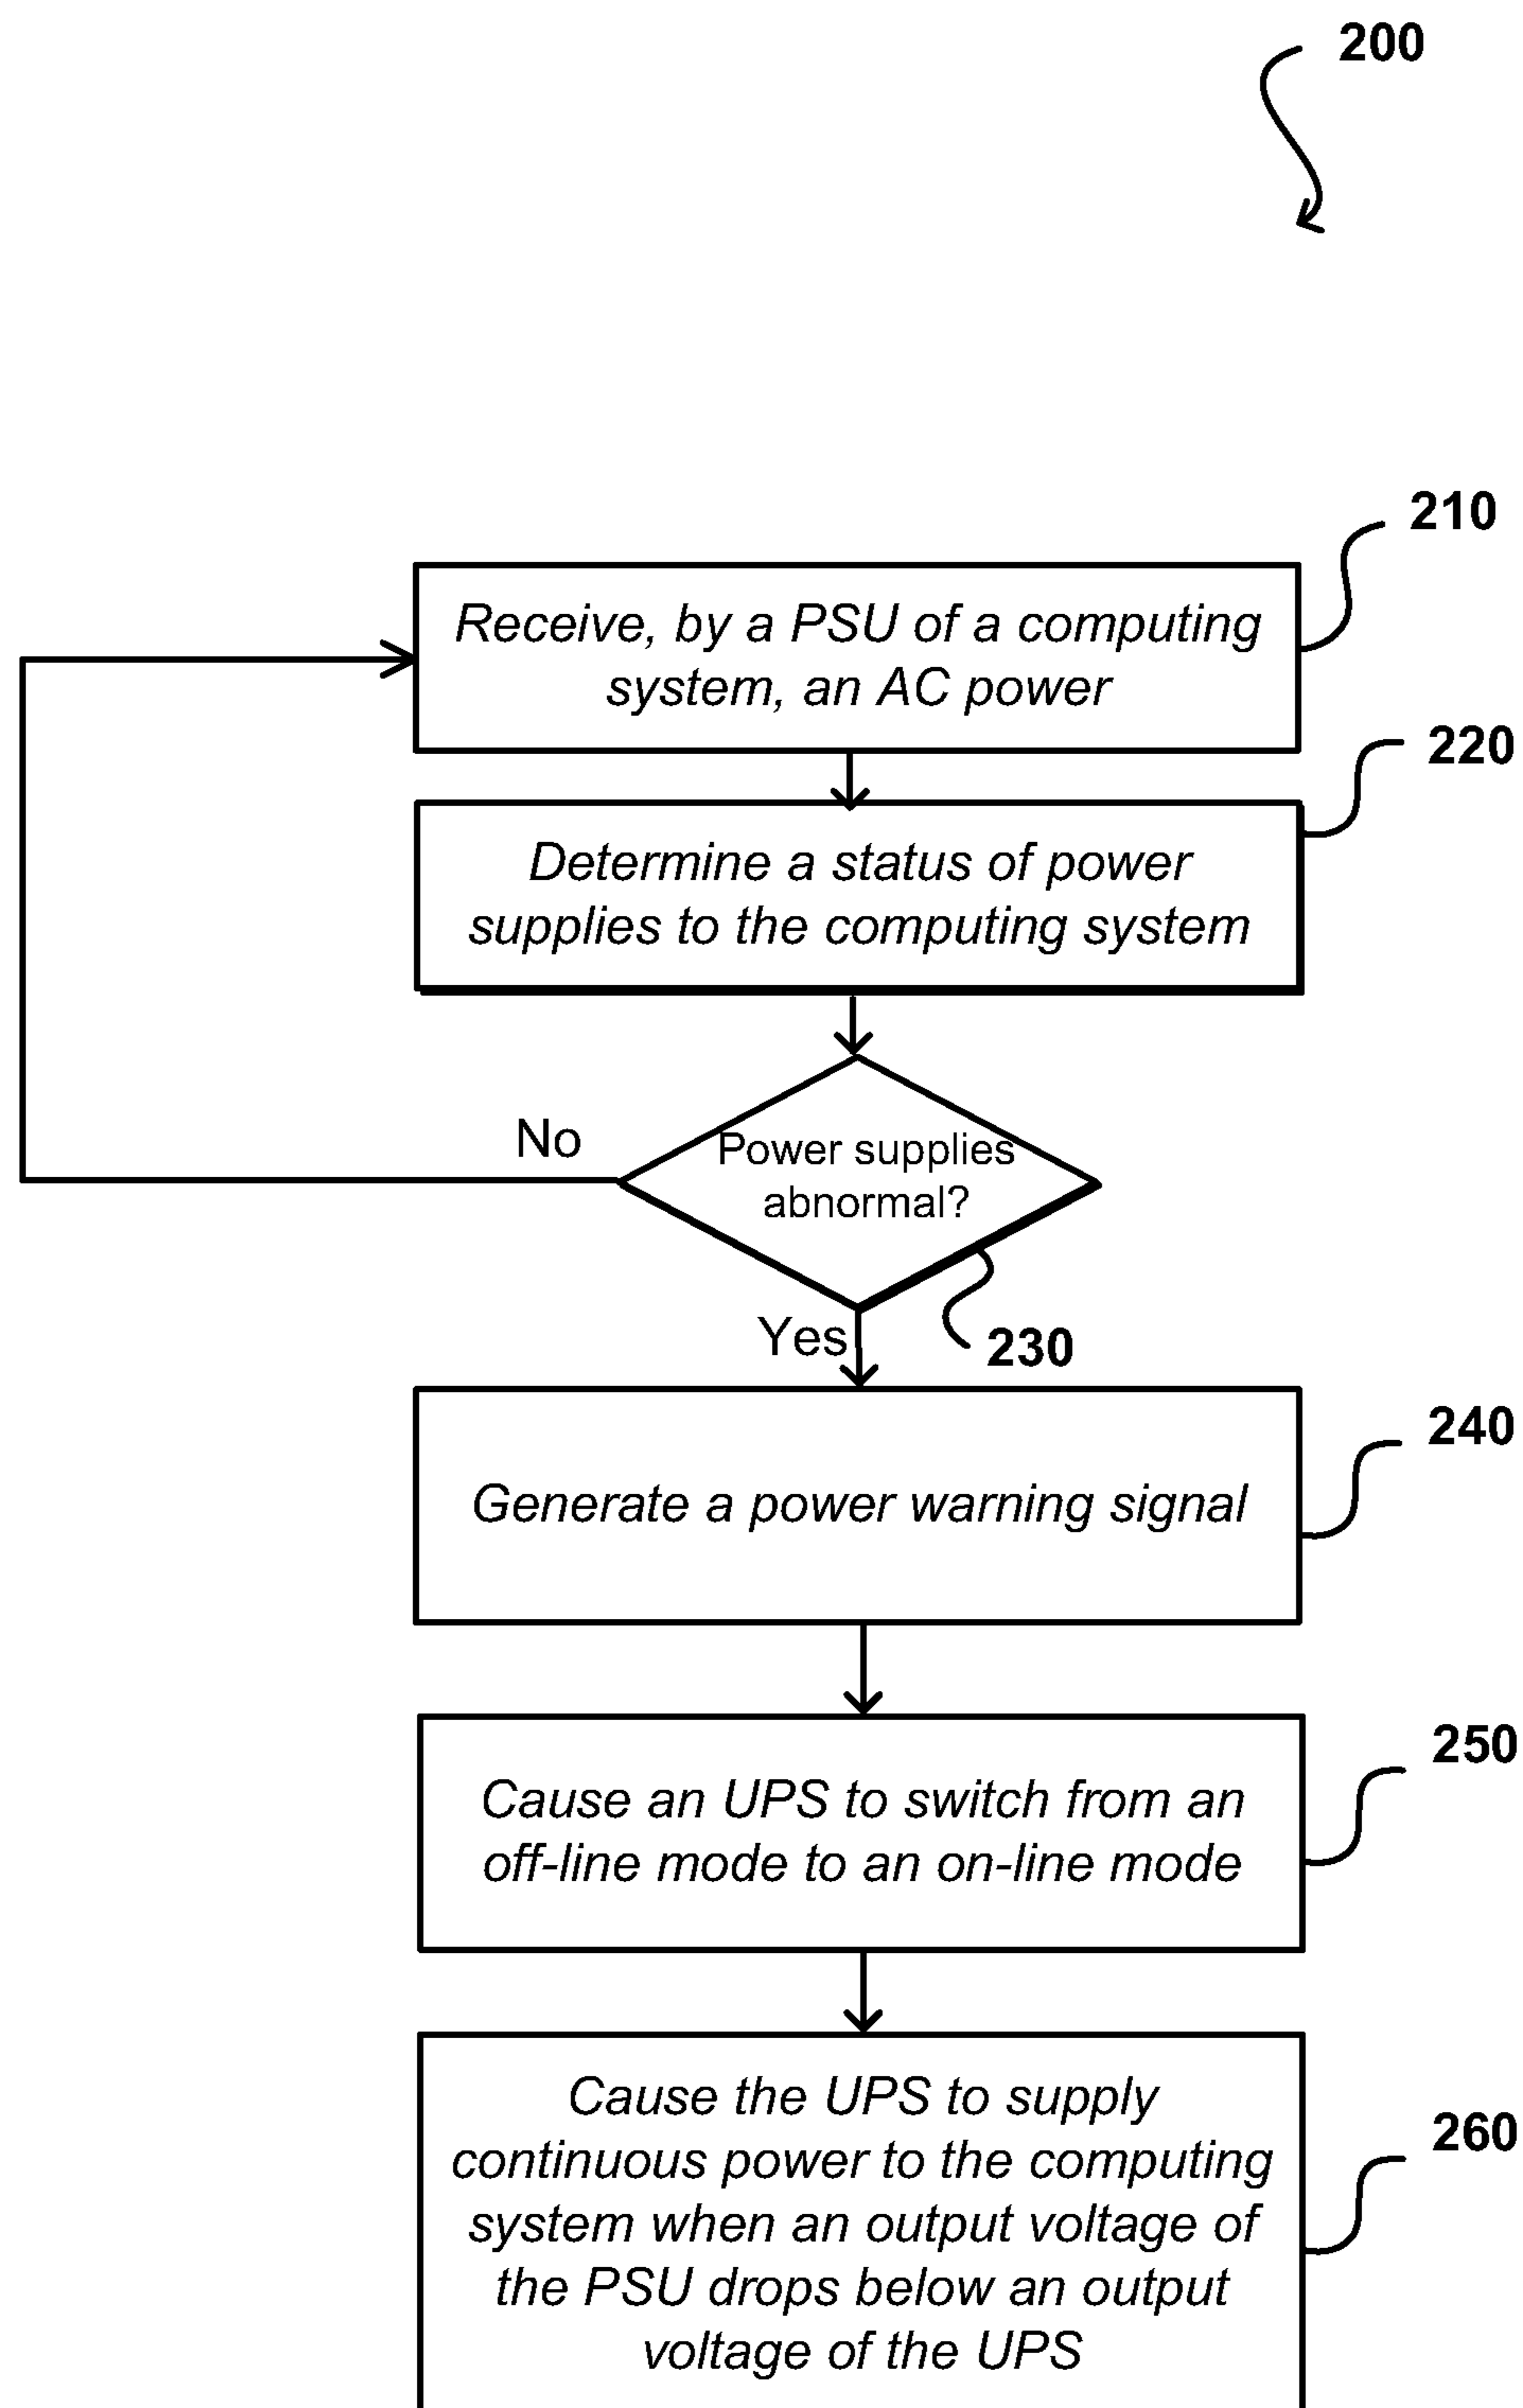 200
210
Receive, by a PSU of a computing
system, an AC power
220
Determine a status of power
supplies to the computing system
No
Power supplies
abnormal?
Yes
230
240
Generate a power warning signal
250
Cause an UPS to switch from an
off-line mode to an on-line mode
260
Cause the UPS to supply
continuous power to the computing
system when an output voltage of
the PSU drops below an output
voltage of the UPS